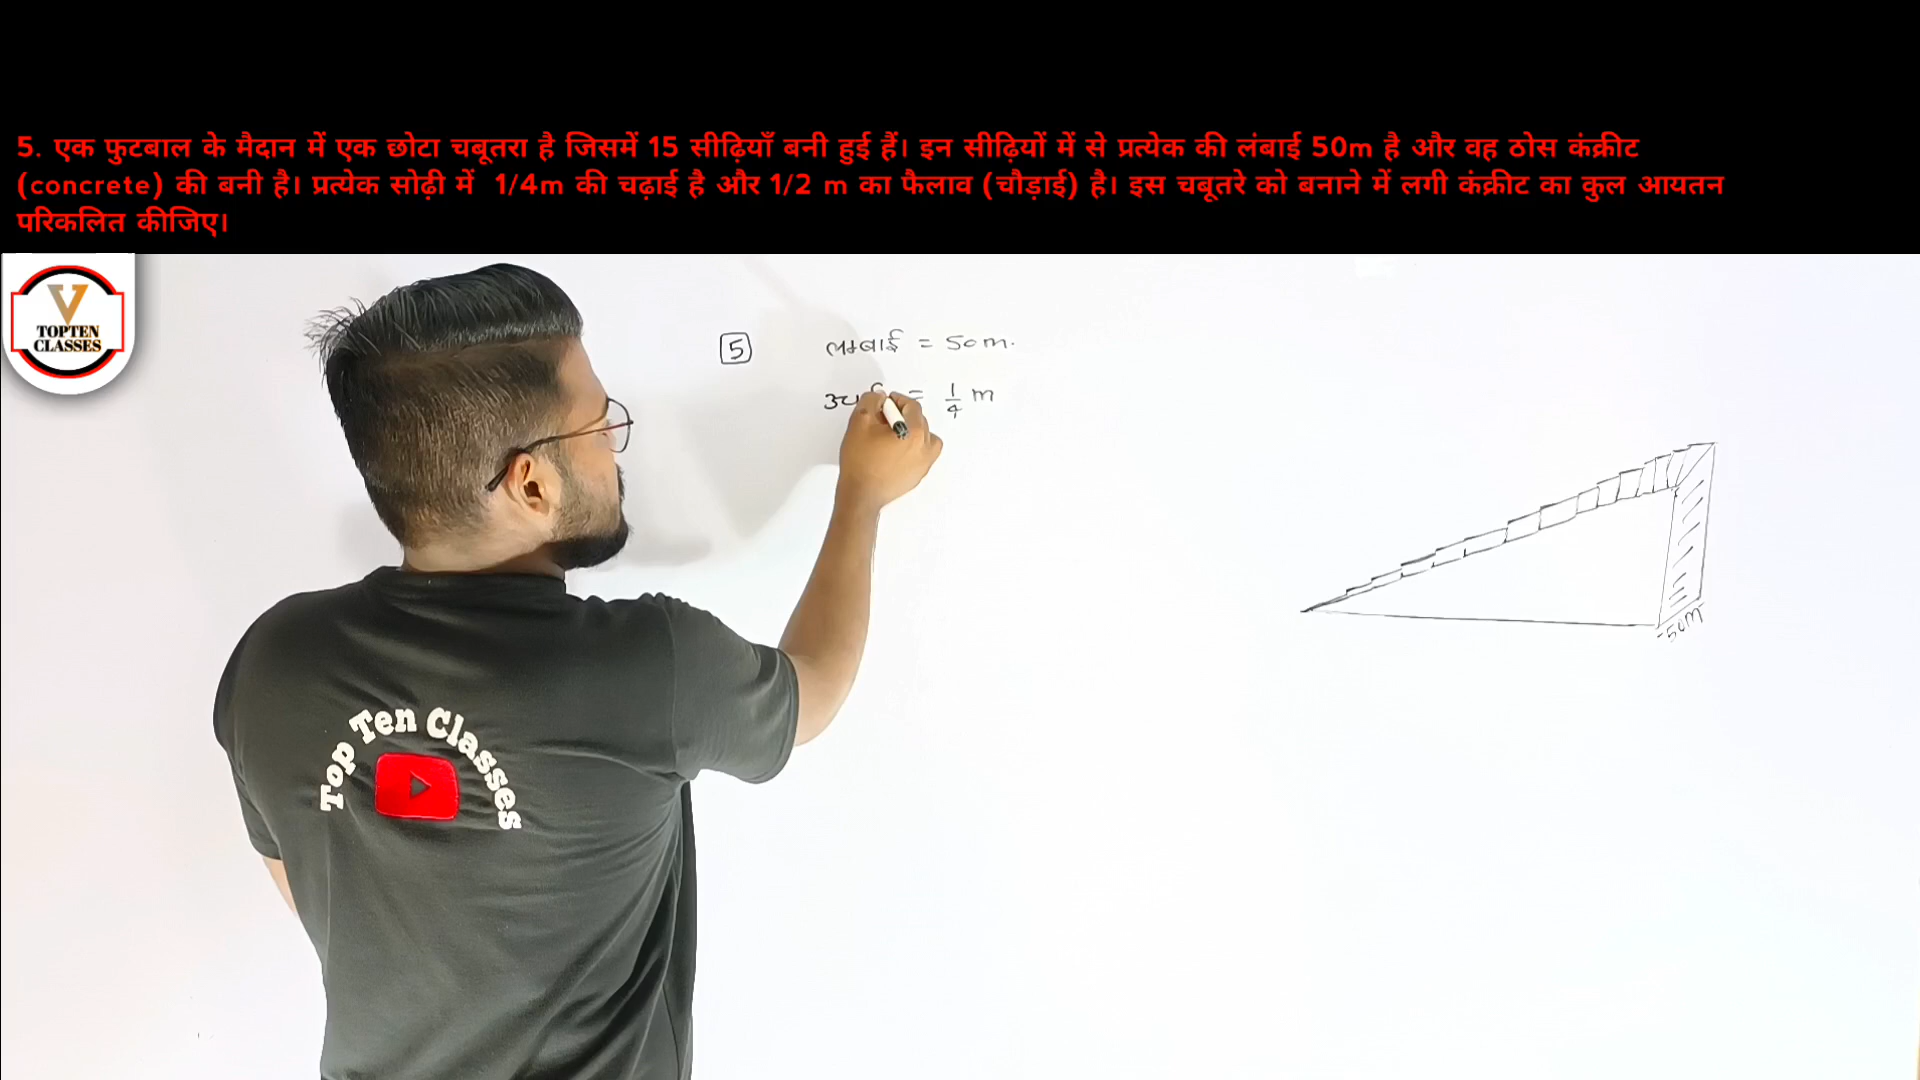 5. एक फुटबाल के मैदान में एक छोटा चबूतरा है जिसमें 15 सीढ़ियाँ बनी हुई हैं। इन सीढ़ियों में से प्रत्येक की लंबाई 50m है और वह ठोस कंक्रीट
(concrete) की बनी है। प्रत्येक सोढ़ी में 1/4m की चढ़ाई है और 1/2 m का फैलाव (चौड़ाई) है। इस चबूतरे को बनाने में लगी कंक्रीट का कुल आयतन
परिकलित कीजिए।
V
TOPTEN
CLASSES
5 लम्बाई = 50m.
= 1/4 m
50m
Top Ten Classes